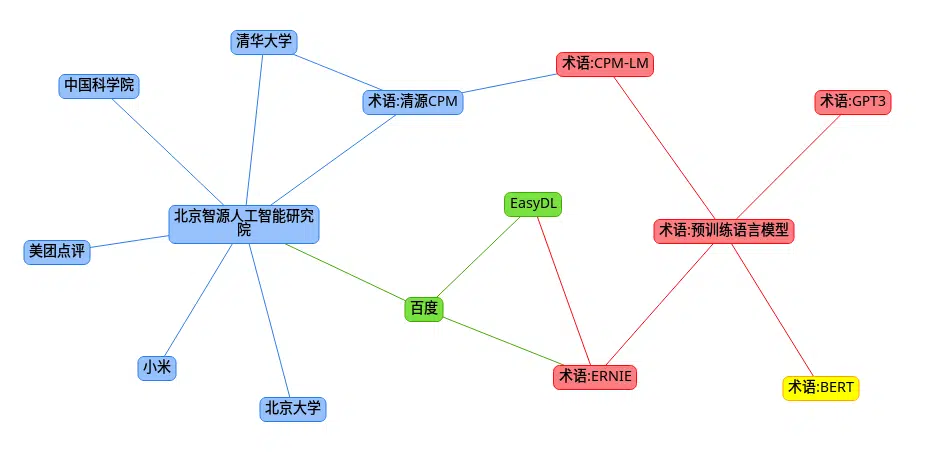 清华大学
术语:CPM-LM
中国科学院
术语:清源CPM
术语:GPT3
EasyDL
北京智源人工智能研究
院
术语:预训练语言模型
美团点评
百度
小米
术语:ERNIE
术语:BERT
北京大学